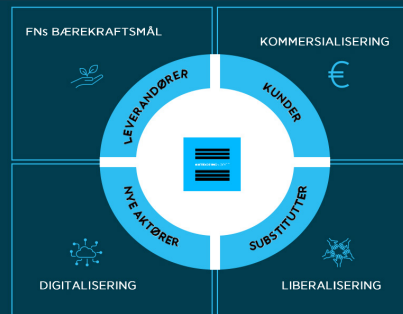 FNs BÆREKRAFTSMÅL
KOMMERSIALISERING
€
LEVERANDØRER
KUNDER
NYE AKTØRER
SUBSTITUTTER
DIGITALISERING
LIBERALISERING